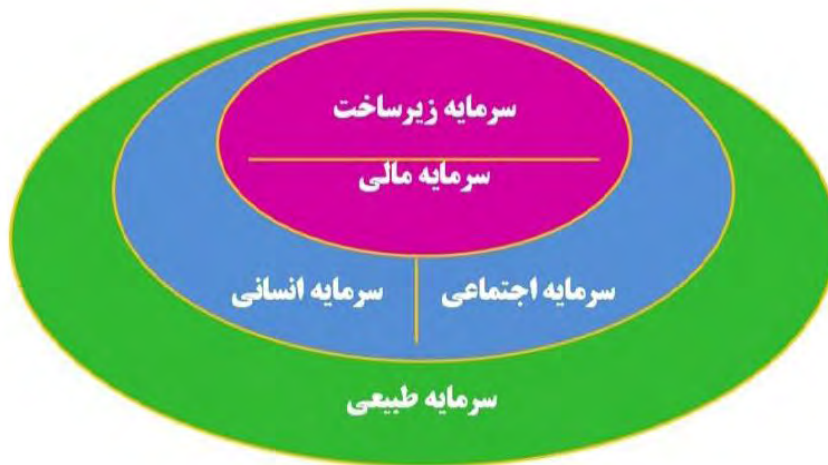 سرمایه زیرساخت
سرمایه مالی
سرمایه اجتماعی
سرمایه انسانی
سرمایه طبیعی